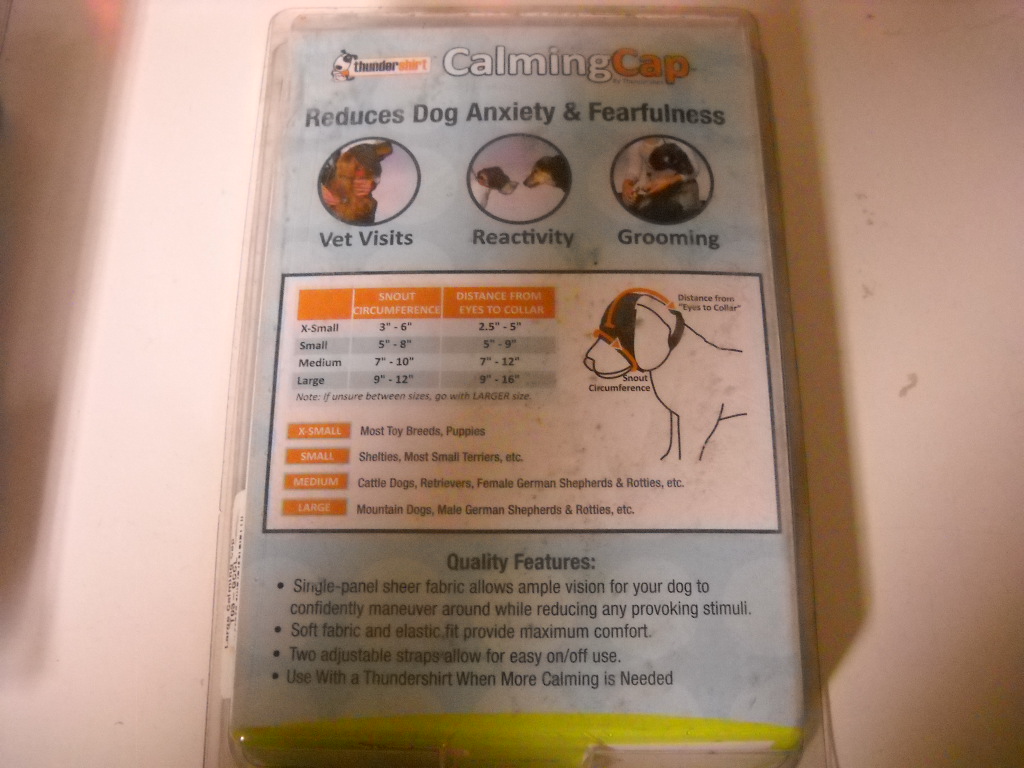 thundershirt CalmingCap
by Thundershirt
Reduces Dog Anxiety & Fearfulness
Vet Visits Reactivity Grooming
SNOUT CIRCUMFERENCE DISTANCE FROM EYES TO COLLAR
X-Small 3" - 6" 2.5" - 5"
Small 5" - 8" 5" - 9"
Medium 7" - 10" 7" - 12"
Large 9" - 12" 9" - 16"
Note: If unsure between sizes, go with LARGER size.
Distance from
"Eyes to Collar"
Snout
Circumference
X-SMALL Most Toy Breeds, Puppies
SMALL Shelties, Most Small Terriers, etc.
MEDIUM Cattle Dogs, Retrievers, Female German Shepherds & Rotties, etc.
LARGE Mountain Dogs, Male German Shepherds & Rotties, etc.
Quality Features:
• Single-panel sheer fabric allows ample vision for your dog to
confidently maneuver around while reducing any provoking stimuli.
• Soft fabric and elastic fit provide maximum comfort.
• Two adjustable straps allow for easy on/off use.
• Use With a Thundershirt When More Calming is Needed
Large Calming Cap